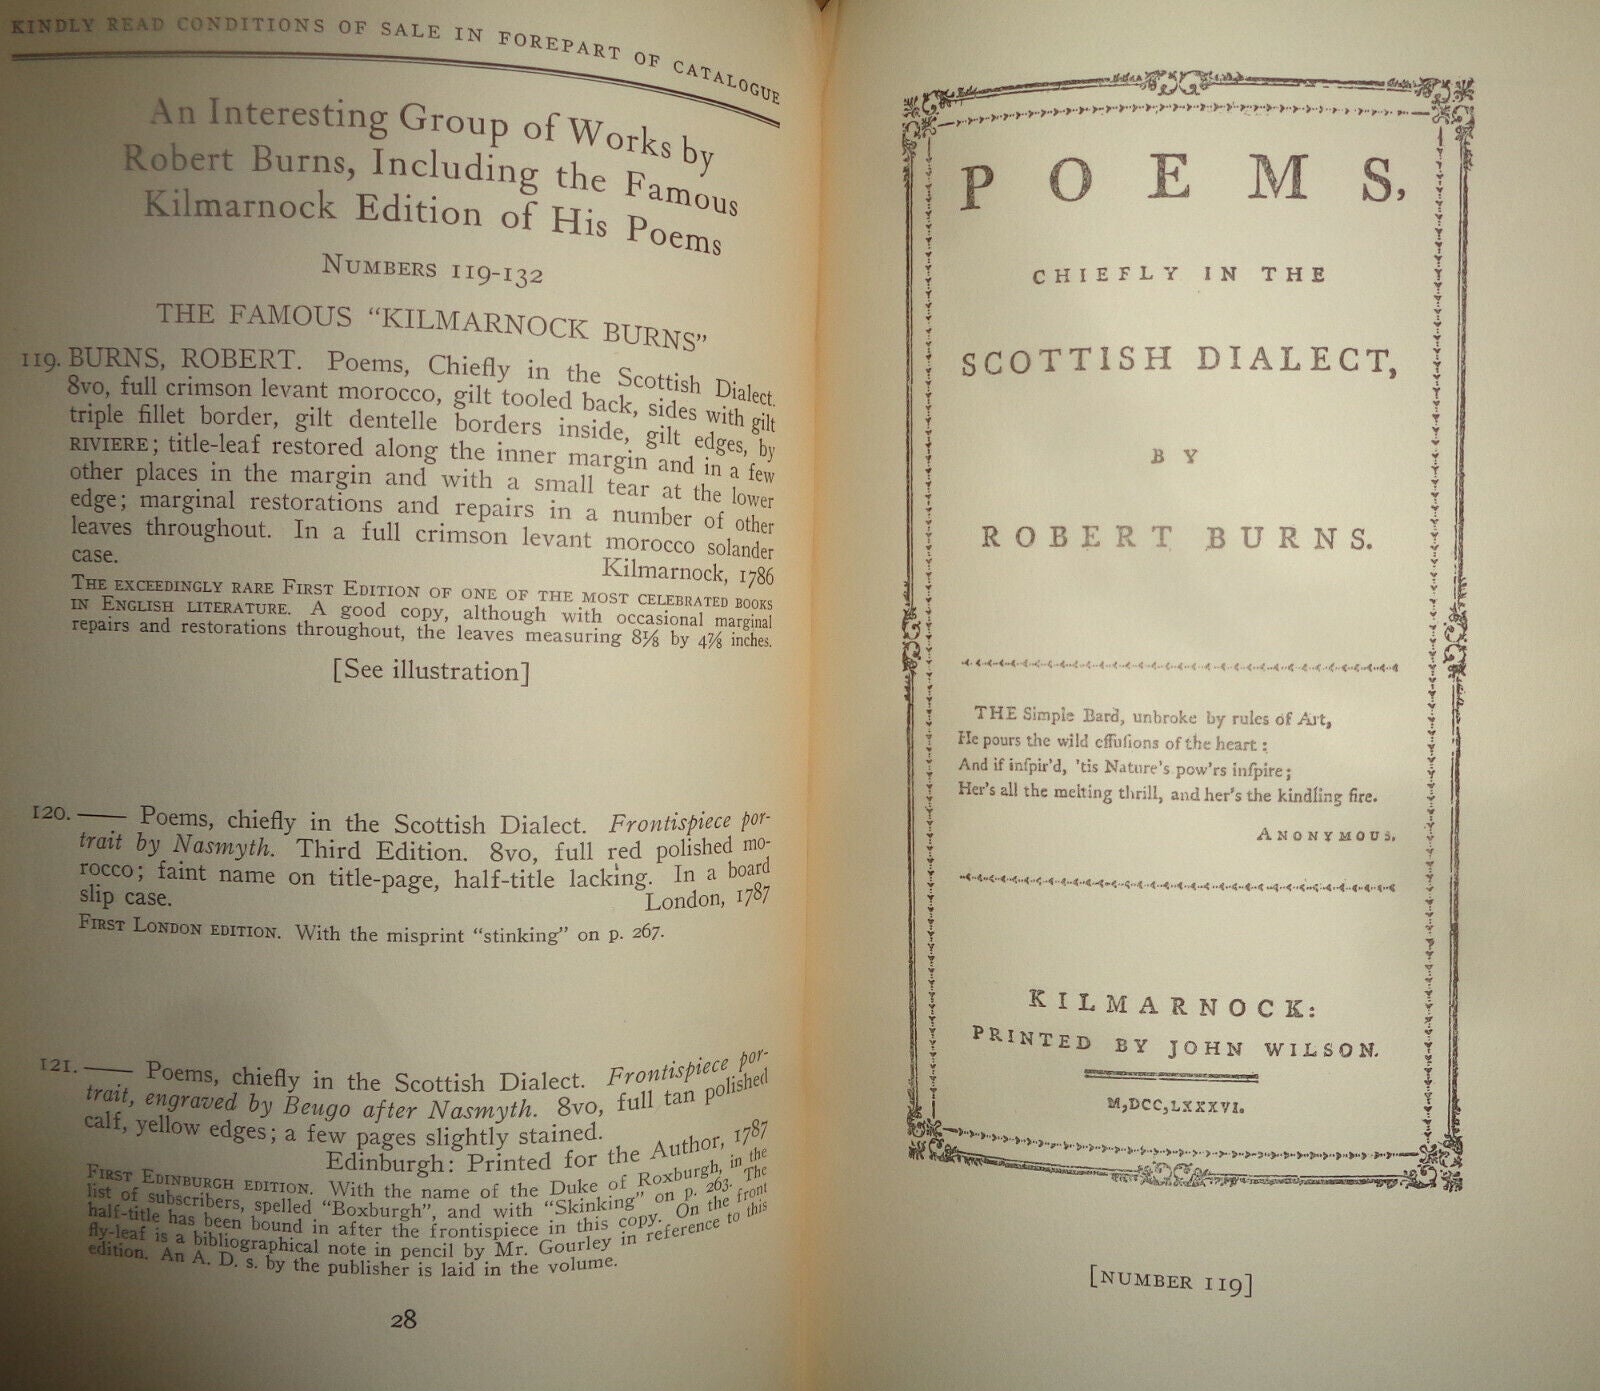 KINDLY READ CONDITIONS OF SALE IN FOREPART OF CATALOGUE
An Interesting Group of Works by
Robert Burns, Including the Famous
Kilmarnock Edition of His Poems
NUMBERS 119-132
THE FAMOUS "KILMARNOCK BURNS"
119. BURNS, ROBERT. Poems, Chiefly in the Scottish Dialect.
8vo, full crimson levant morocco, gilt tooled back, sides with gilt
triple fillet border, gilt dentelle borders inside, gilt edges, by
RIVIERE; title-leaf restored along the inner margin and in a few
other places in the margin and with a small tear at the lower
edge; marginal restorations and repairs in a number of other
leaves throughout. In a full crimson levant morocco solander
case. Kilmarnock, 1786
THE EXCEEDINGLY RARE FIRST EDITION OF ONE OF THE MOST CELEBRATED BOOKS
IN ENGLISH LITERATURE. A good copy, although with occasional marginal
repairs and restorations throughout, the leaves measuring 8⅛ by 4⅞ inches.
[See illustration]
120. —— Poems, chiefly in the Scottish Dialect. Frontispiece por-
trait by Nasmyth. Third Edition. 8vo, full red polished mo-
rocco; faint name on title-page, half-title lacking. In a board
slip case. London, 1787
FIRST LONDON EDITION. With the misprint "stinking" on p. 267.
121. —— Poems, chiefly in the Scottish Dialect. Frontispiece por-
trait, engraved by Beugo after Nasmyth. 8vo, full tan polished
calf, yellow edges; a few pages slightly stained.
Edinburgh: Printed for the Author, 1787
FIRST EDINBURGH EDITION. With the name of the Duke of Roxburgh, in the
list of subscribers, spelled "Boxburgh", and with "Skinking" on p. 263. The
half-title has been bound in after the frontispiece in this copy. On the front
fly-leaf is a bibliographical note in pencil by Mr. Gourley in reference to this
edition. An A. D. s. by the publisher is laid in the volume.
28
POEMS,
CHIEFLY IN THE
SCOTTISH DIALECT,
BY
ROBERT BURNS.
THE Simple Bard, unbroke by rules of Art,
He pours the wild effuſions of the heart:
And if inſpir'd, 'tis Nature's pow'rs inſpire;
Her's all the melting thrill, and her's the kindling fire.
ANONYMOUS.
KILMARNOCK:
PRINTED BY JOHN WILSON.
M,DCC,LXXXVI.
[NUMBER 119]